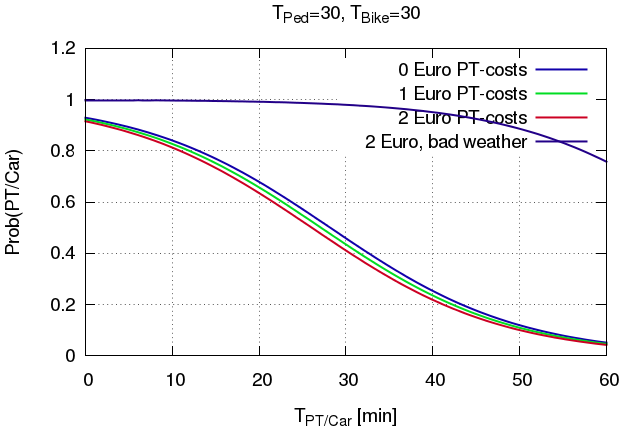 T_Ped=30, T_Bike=30
1.2
0 Euro PT-costs
1 Euro PT-costs
1
2 Euro PT-costs
2 Euro, bad weather
0.8
Prob(PT/Car)
0.6
0.4
0.2
0
0 10 20 30 40 50 60
T_PT/Car [min]